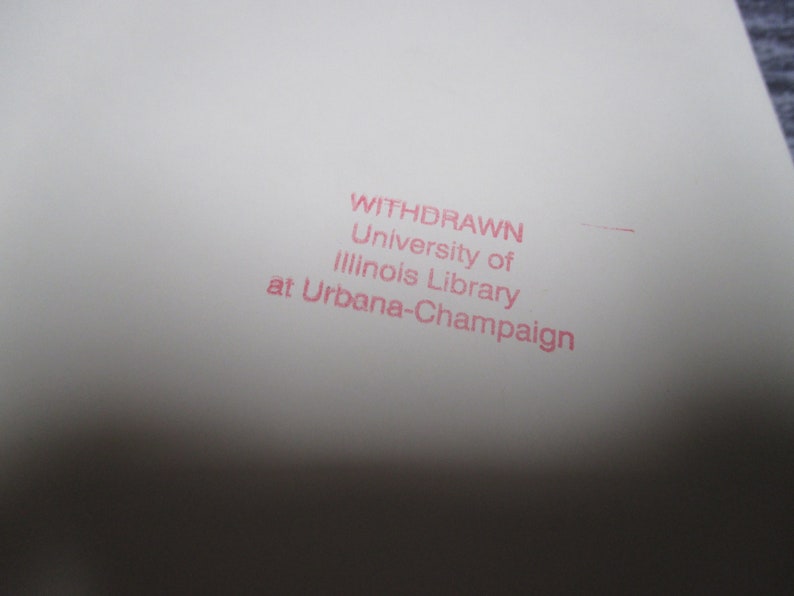 WITHDRAWN
University of
Illinois Library
at Urbana-Champaign